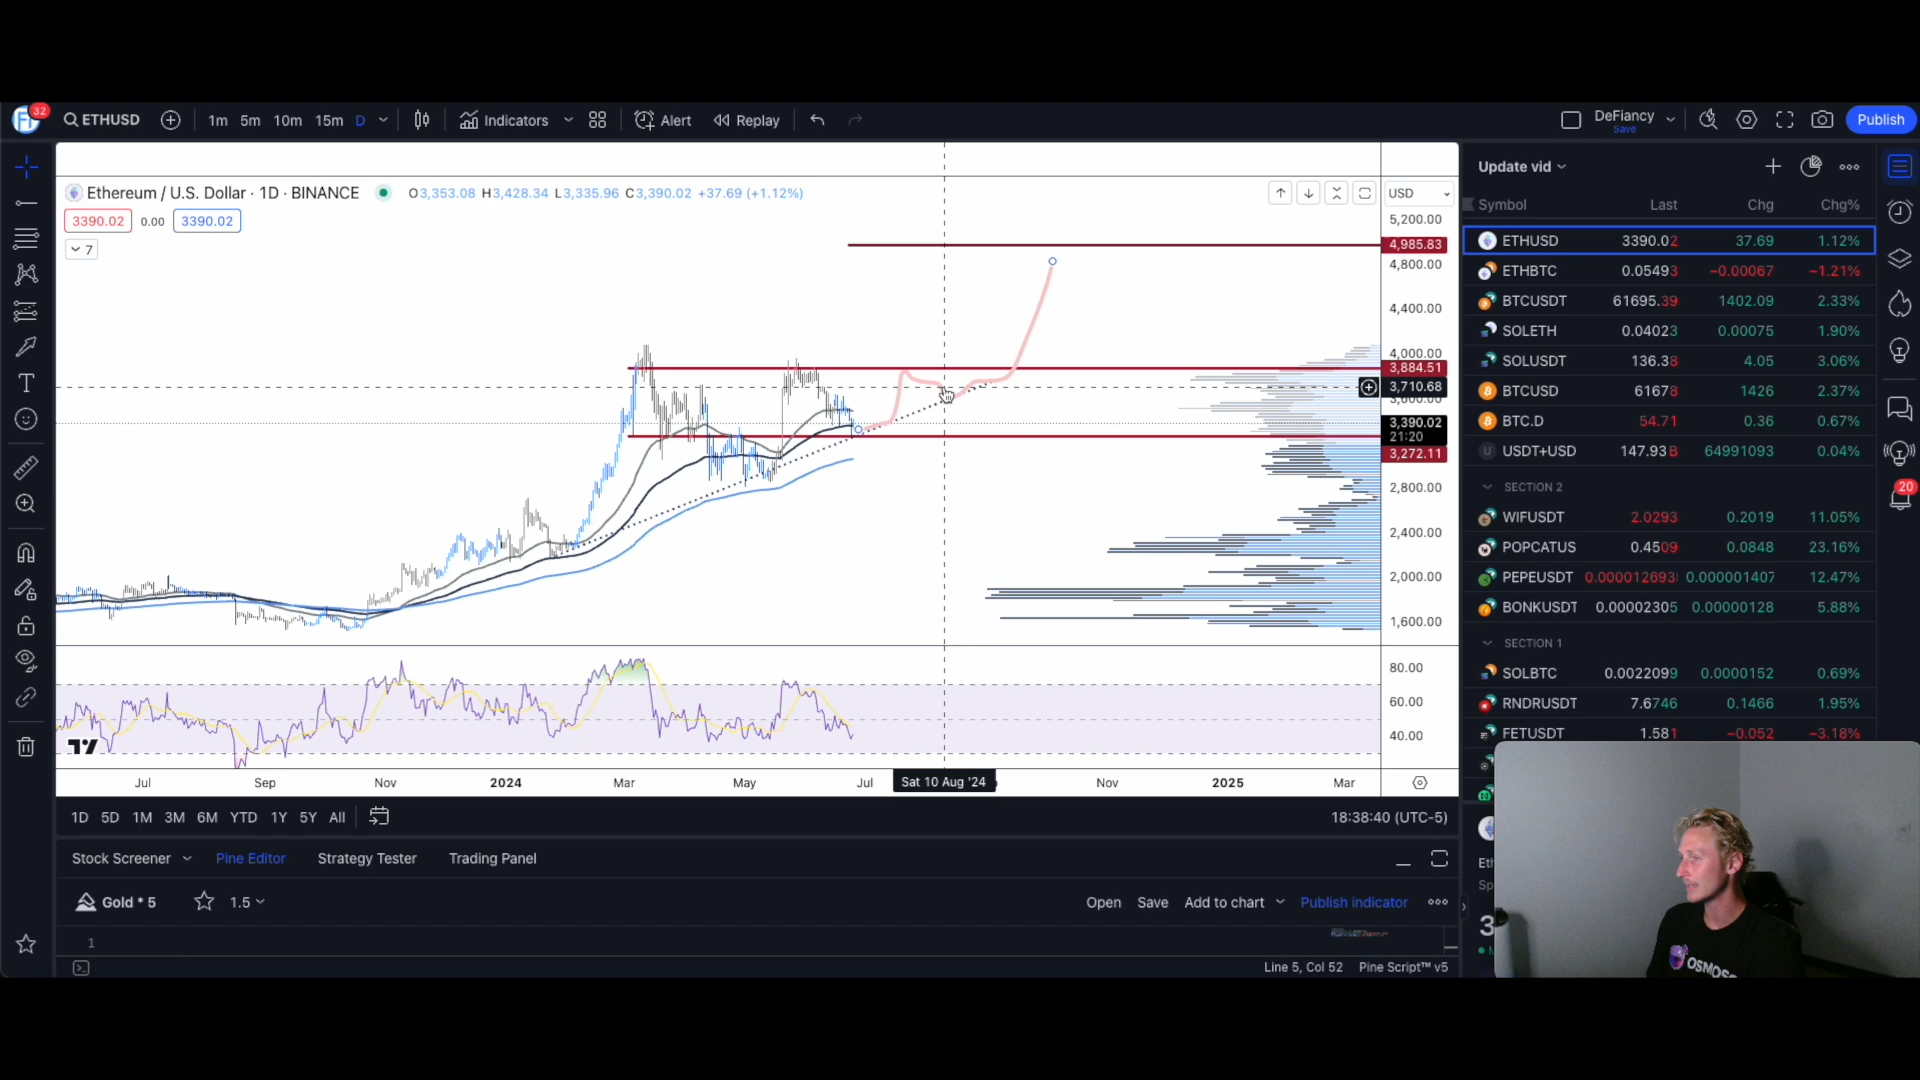 32
ETHUSD
1m 5m 10m 15m D
Indicators
Alert
Replay
DeFiancy
Save
Publish
Ethereum / U.S. Dollar · 1D · BINANCE
O3,353.08 H3,428.34 L3,335.96 C3,390.02 +37.69 (+1.12%)
3390.02 0.00 3390.02
7
USD
5,200.00
4,985.83
4,800.00
4,400.00
4,000.00
3,884.51
3,710.68
3,390.02
21:20
3,272.11
2,800.00
2,400.00
2,000.00
1,600.00
80.00
60.00
40.00
Jul Sep Nov 2024 Mar May Jul Sat 10 Aug '24 Nov 2025 Mar
1D 5D 1M 3M 6M YTD 1Y 5Y All
18:38:40 (UTC-5)
Stock Screener Pine Editor Strategy Tester Trading Panel
Gold * 5 1.5
Open Save Add to chart Publish indicator
1
Line 5, Col 52 Pine Script™ v5
Update vid
Symbol Last Chg Chg%
ETHUSD 3390.02 37.69 1.12%
ETHBTC 0.05493 −0.00067 −1.21%
BTCUSDT 61695.39 1402.09 2.33%
SOLETH 0.04023 0.00075 1.90%
SOLUSDT 136.38 4.05 3.06%
BTCUSD 61678 1426 2.37%
BTC.D 54.71 0.36 0.67%
USDT+USD 147.93B 64991093 0.04%
SECTION 2
WIFUSDT 2.0293 0.2019 11.05%
POPCATUS 0.4509 0.0848 23.16%
PEPEUSDT 0.000012693 0.000001407 12.47%
BONKUSDT 0.00002305 0.00000128 5.88%
SECTION 1
SOLBTC 0.0022099 0.0000152 0.69%
RNDRUSDT 7.6746 0.1466 1.95%
FETUSDT 1.581 −0.052 −3.18%
20